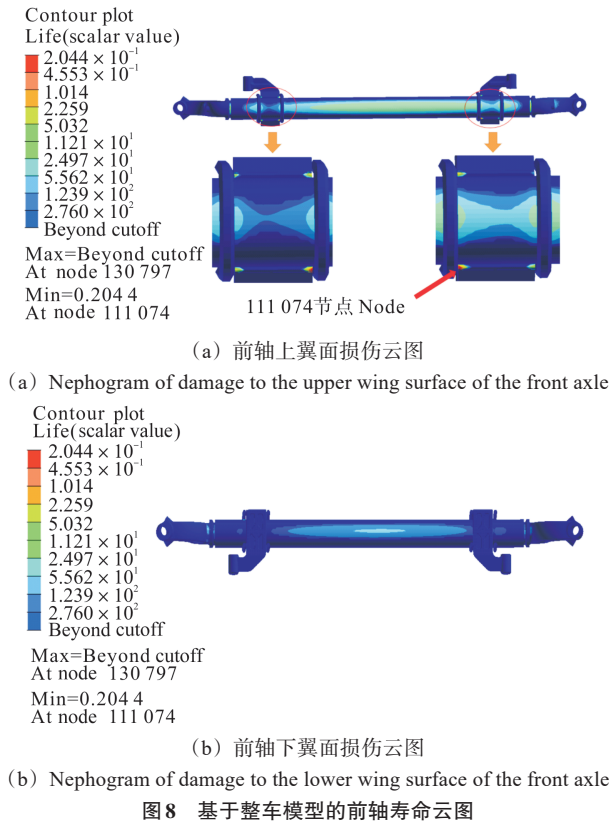 Contour plot
Life(scalar value)
2.044 × 10⁻¹
4.553 × 10⁻¹
1.014
2.259
5.032
1.121 × 10¹
2.497 × 10¹
5.562 × 10¹
1.239 × 10²
2.760 × 10²
Beyond cutoff
Max=Beyond cutoff
At node 130 797
Min=0.204 4
At node 111 074
111 074节点 Node
(a) 前轴上翼面损伤云图
(a) Nephogram of damage to the upper wing surface of the front axle
Contour plot
Life(scalar value)
2.044 × 10⁻¹
4.553 × 10⁻¹
1.014
2.259
5.032
1.121 × 10¹
2.497 × 10¹
5.562 × 10¹
1.239 × 10²
2.760 × 10²
Beyond cutoff
Max=Beyond cutoff
At node 130 797
Min=0.204 4
At node 111 074
(b) 前轴下翼面损伤云图
(b) Nephogram of damage to the lower wing surface of the front axle
图8 基于整车模型的前轴寿命云图